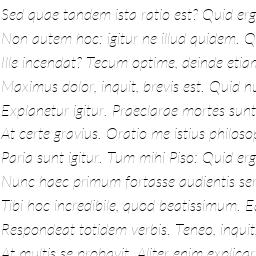 Sed quae tandem ista ratio est? Quid erg
Non autem hoc: igitur ne illud quidem. Q
Ille incendat? Tecum optime, deinde etian
Maximus dolor, inquit, brevis est. Quid nu
Explanetur igitur. Praeclarae mortes sunt
At certe gravius. Oratio me istius philosop
Paria sunt igitur. Tum mihi Piso: Quid erg
Nunc haec primum fortasse audientis ser
Tibi hoc incredibile, quod beatissimum. E
Respondeat totidem verbis. Teneo, inquit,
At multis se probavit. Aliter enim explicar